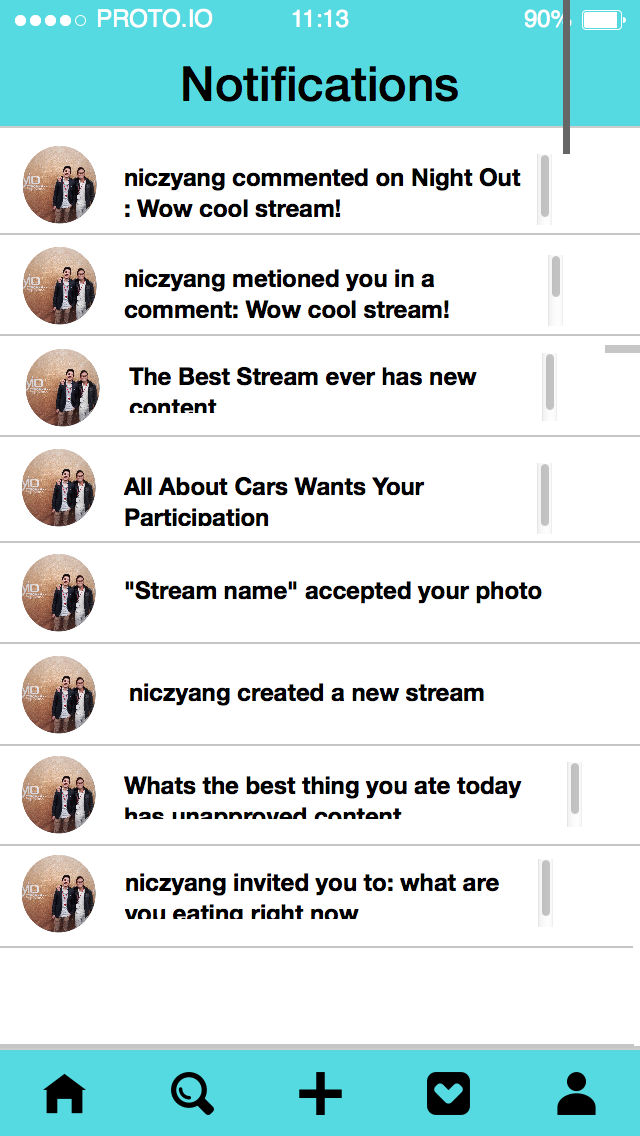 PROTO.IO 11:13 90%
Notifications
niczyang commented on Night Out
: Wow cool stream!
niczyang metioned you in a
comment: Wow cool stream!
The Best Stream ever has new
content
All About Cars Wants Your
Participation
"Stream name" accepted your photo
niczyang created a new stream
Whats the best thing you ate today
has unapproved content
niczyang invited you to: what are
you eating right now